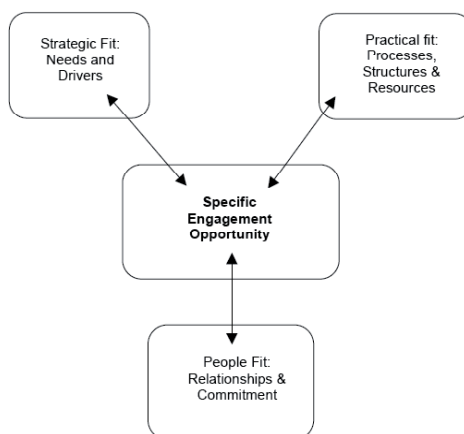 Strategic Fit:
Needs and
Drivers
Practical fit:
Processes,
Structures &
Resources
Specific
Engagement
Opportunity
People Fit:
Relationships &
Commitment